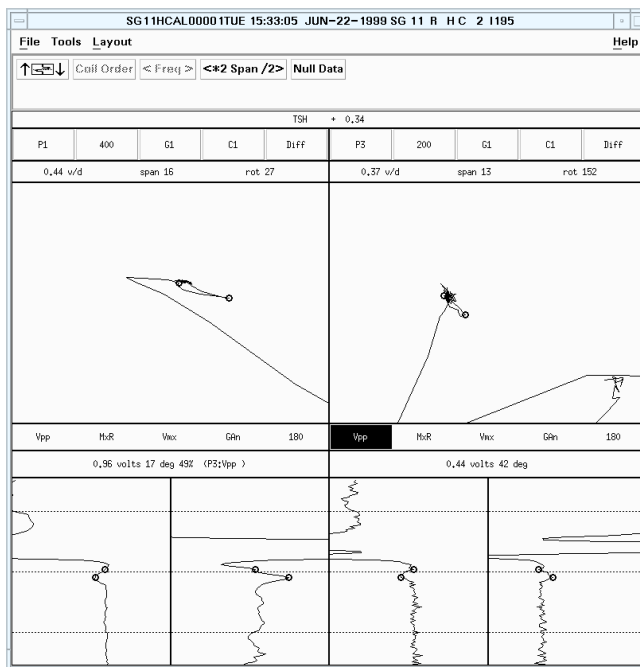 SG11HCAL00001TUE 15:33:05 JUN-22-1999 SG 11 R H C 2 I195
File Tools Layout Help
Coil Order < Freq > <*2 Span /2> Null Data
TSH + 0.34
P1 400 G1 C1 Diff P3 200 G1 C1 Diff
0.44 v/d span 16 rot 27 0.37 v/d span 13 rot 152
Vpp MxR Vmx GAn 180 Vpp MxR Vmx GAn 180
0.96 volts 17 deg 49% (P3:Vpp ) 0.44 volts 42 deg